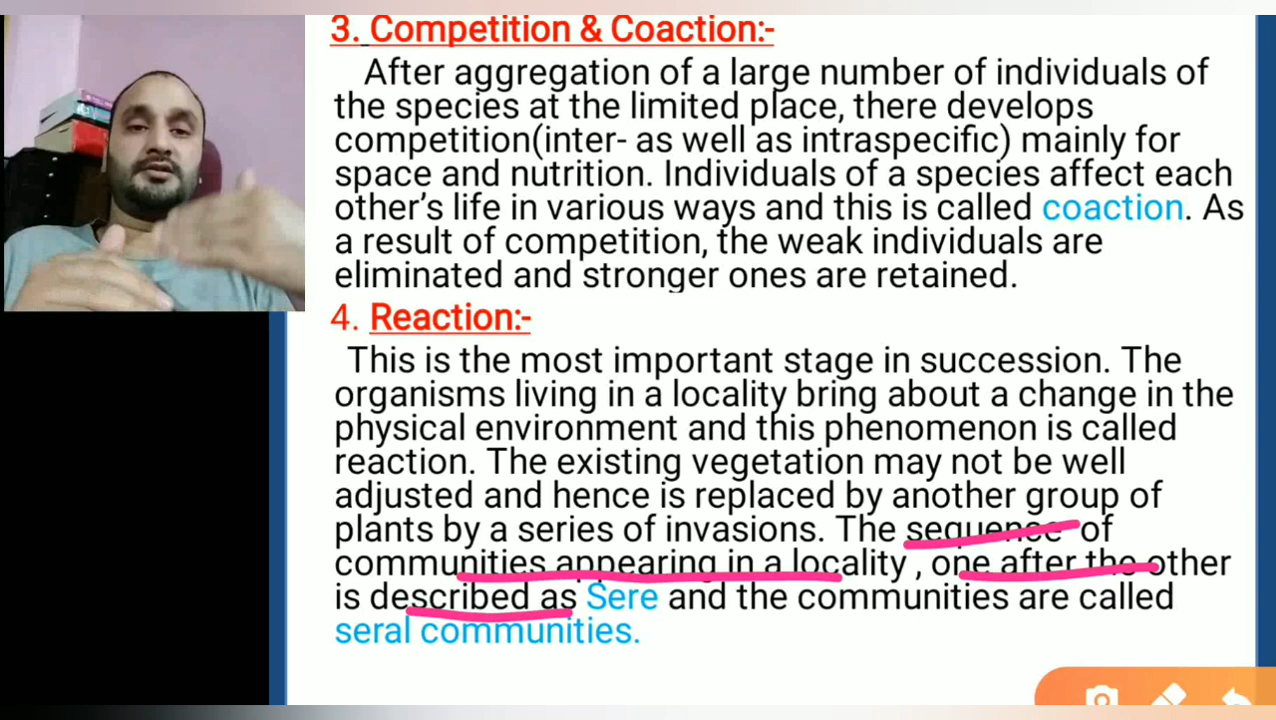 3. Competition & Coaction:-
After aggregation of a large number of individuals of
the species at the limited place, there develops
competition(inter- as well as intraspecific) mainly for
space and nutrition. Individuals of a species affect each
other's life in various ways and this is called coaction. As
a result of competition, the weak individuals are
eliminated and stronger ones are retained.
4. Reaction:-
This is the most important stage in succession. The
organisms living in a locality bring about a change in the
physical environment and this phenomenon is called
reaction. The existing vegetation may not be well
adjusted and hence is replaced by another group of
plants by a series of invasions. The sequence of
communities appearing in a locality , one after the other
is described as Sere and the communities are called
seral communities.